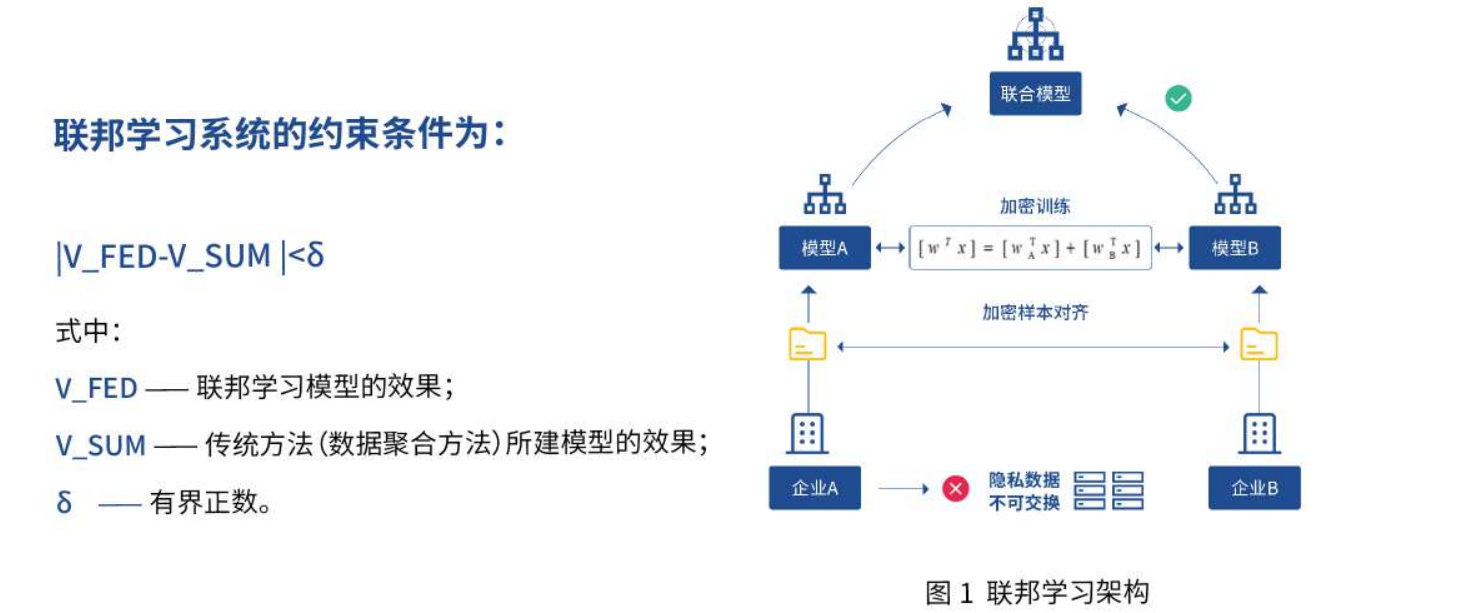 联邦学习系统的约束条件为：
|V_FED-V_SUM |<δ
式中：
V_FED —— 联邦学习模型的效果；
V_SUM —— 传统方法（数据聚合方法）所建模型的效果；
δ —— 有界正数。
联合模型
加密训练
模型A
[ w T x ] = [ w T A x ] + [ w T B x ]
模型B
加密样本对齐
企业A
隐私数据
不可交换
企业B
图 1 联邦学习架构